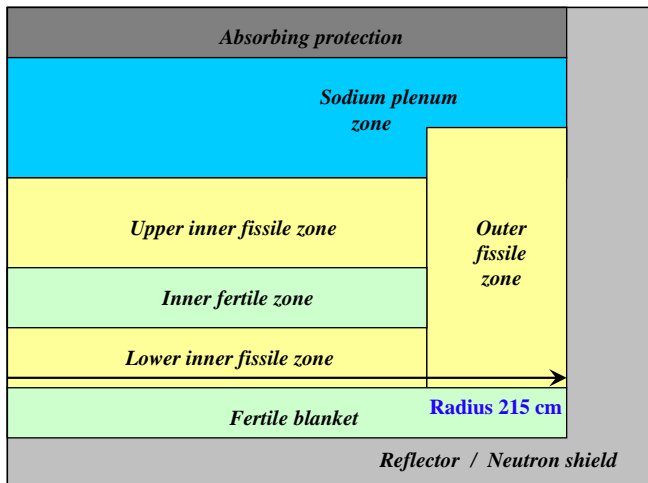 Absorbing protection
Sodium plenum
zone
Upper inner fissile zone
Outer
fissile
zone
Inner fertile zone
Lower inner fissile zone
Radius 215 cm
Fertile blanket
Reflector / Neutron shield